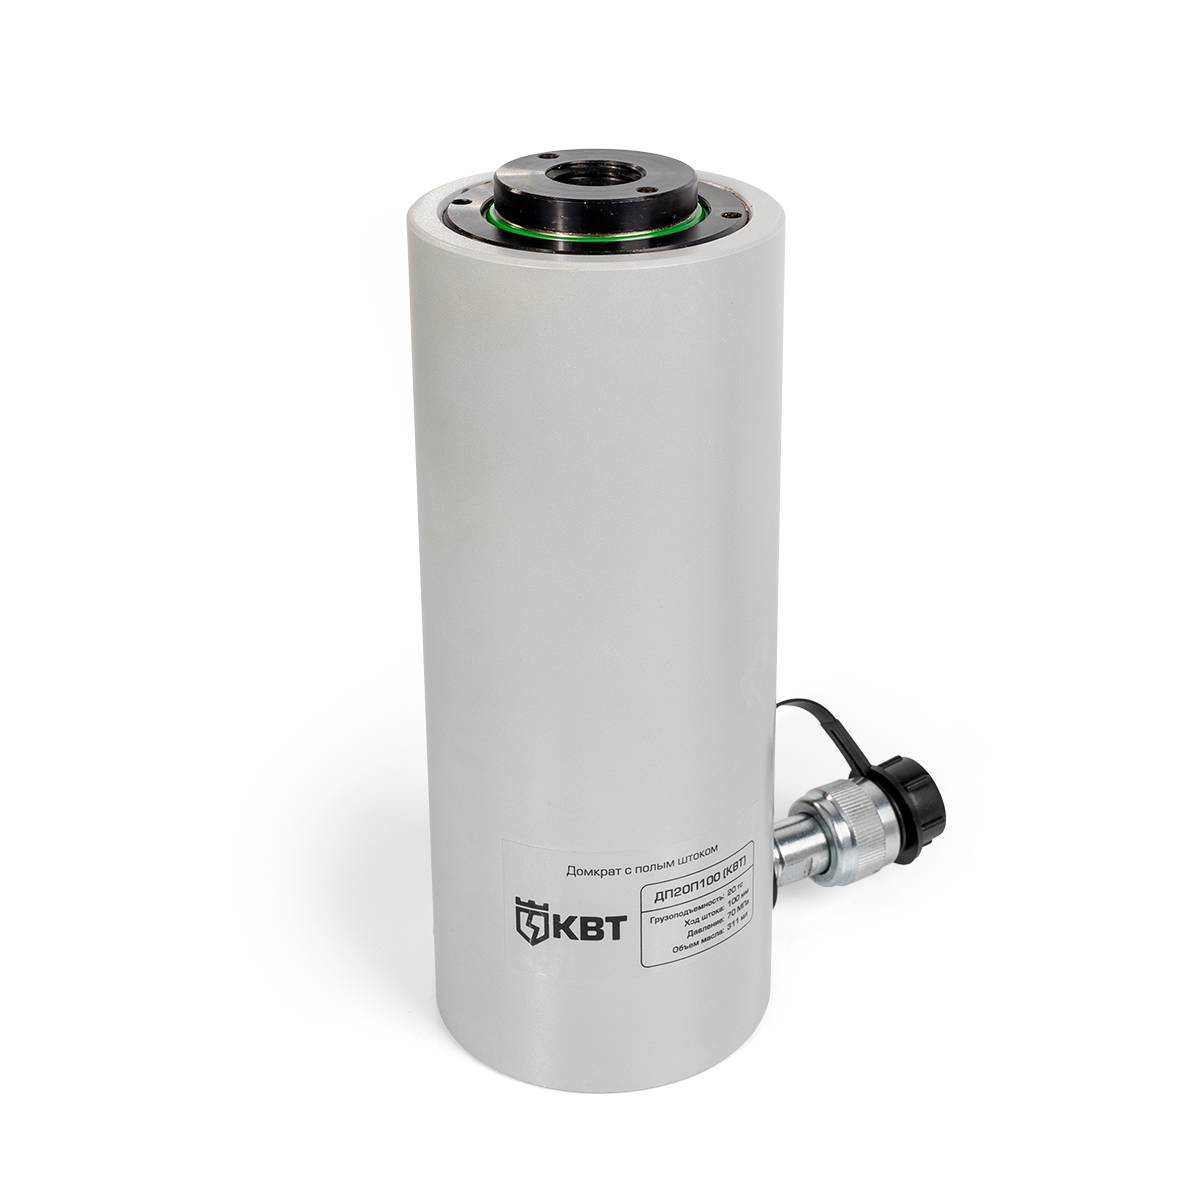 Домкрат с полым штоком
КВТ
ДП20П100 (КВТ)
Грузоподъемность: 20 тс
Ход штока: 100 мм
Давление: 70 МПа
Объем масла: 311 мл